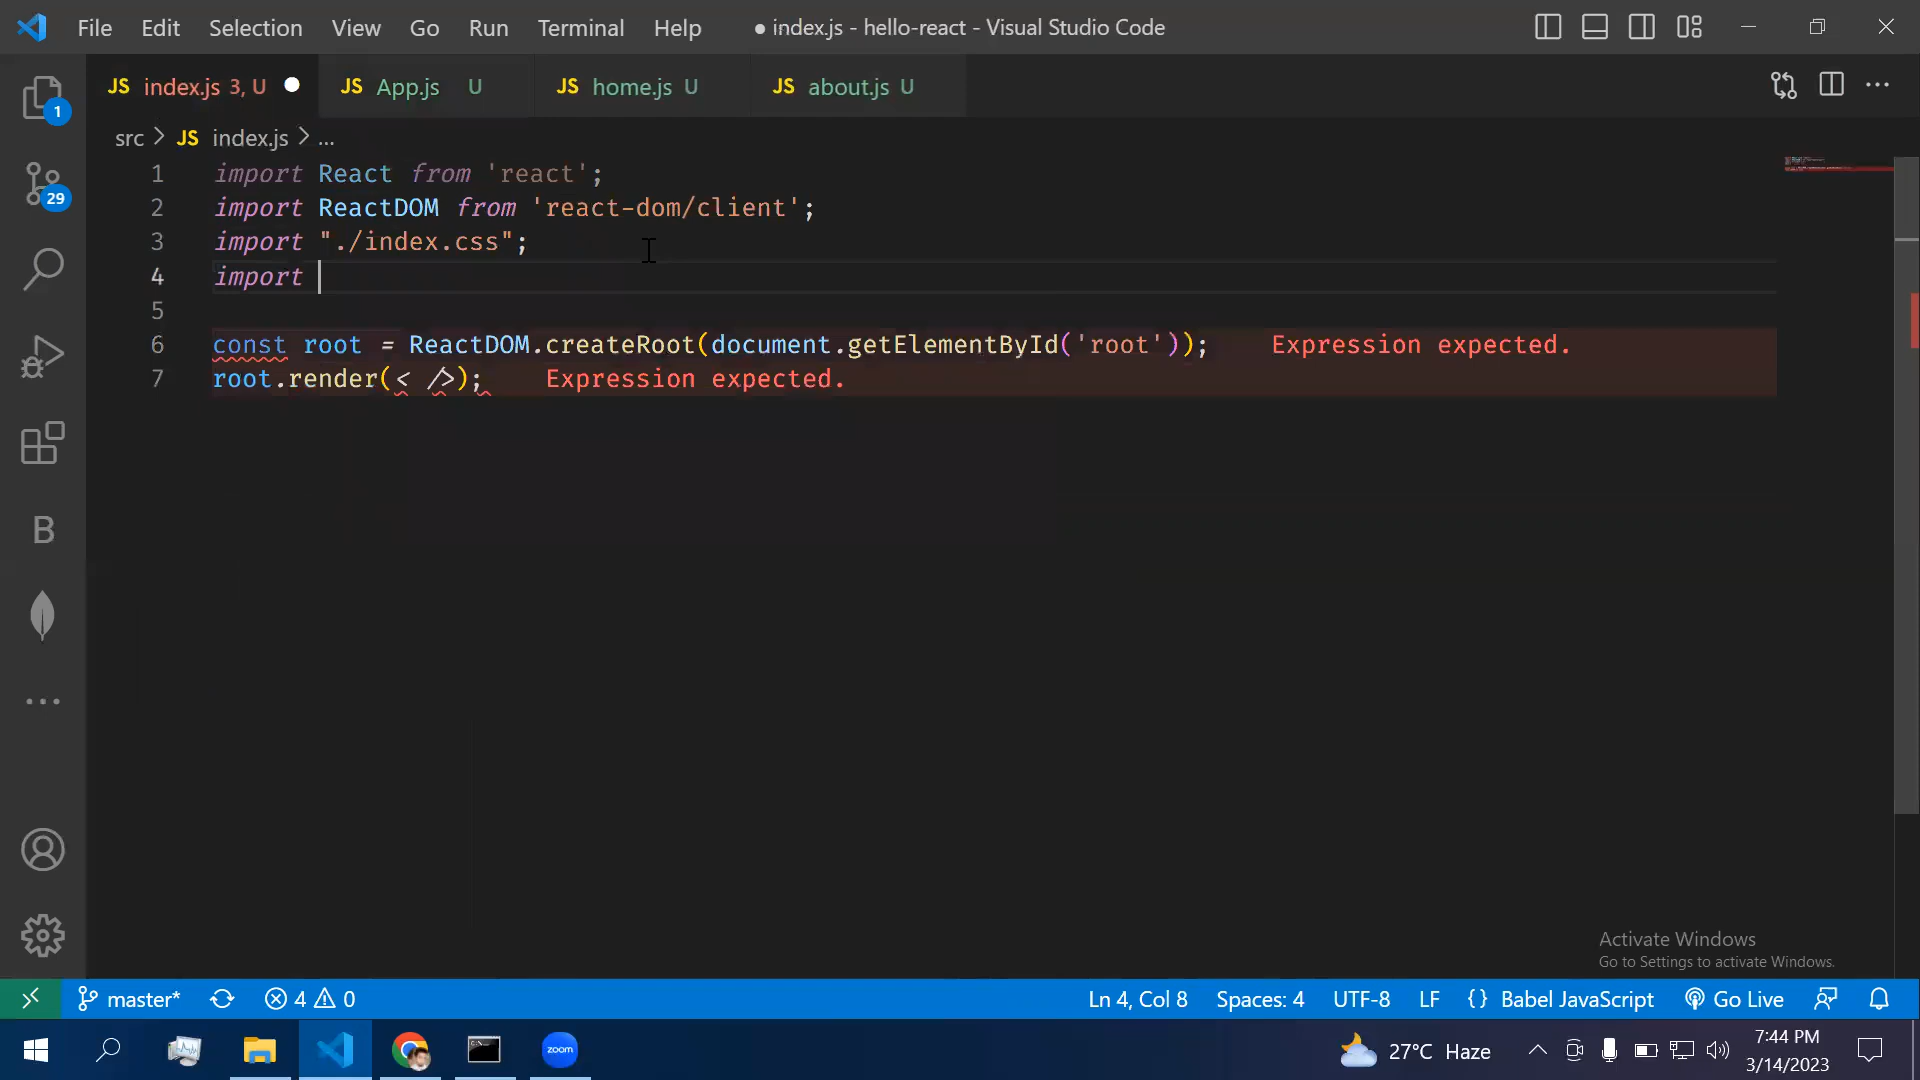 File Edit Selection View Go Run Terminal Help ● index.js - hello-react - Visual Studio Code
JS index.js 3, U JS App.js U JS home.js U JS about.js U
1
src > JS index.js > ...
1 import React from 'react';
2 import ReactDOM from 'react-dom/client';
29
3 import "./index.css";
4 import
5
6 const root = ReactDOM.createRoot(document.getElementById('root')); Expression expected.
7 root.render(< />); Expression expected.
B
Activate Windows
Go to Settings to activate Windows.
master* 4 0 Ln 4, Col 8 Spaces: 4 UTF-8 LF { } Babel JavaScript Go Live
zoom 27°C Haze 7:44 PM
3/14/2023